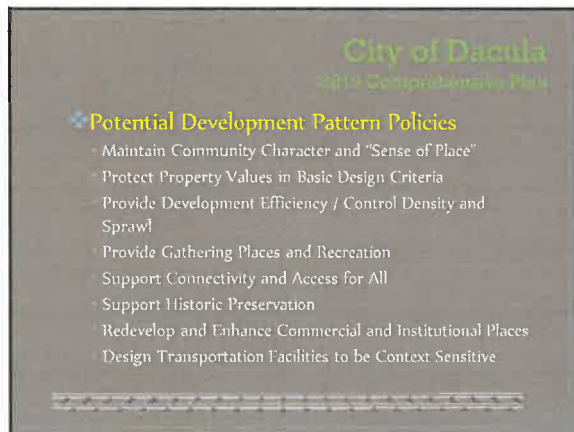 City of Dacula
2019 Comprehensive Plan
Potential Development Pattern Policies
Maintain Community Character and "Sense of Place"
Protect Property Values in Basic Design Criteria
Provide Development Efficiency / Control Density and
Sprawl
Provide Gathering Places and Recreation
Support Connectivity and Access for All
Support Historic Preservation
Redevelop and Enhance Commercial and Institutional Places
Design Transportation Facilities to be Context Sensitive